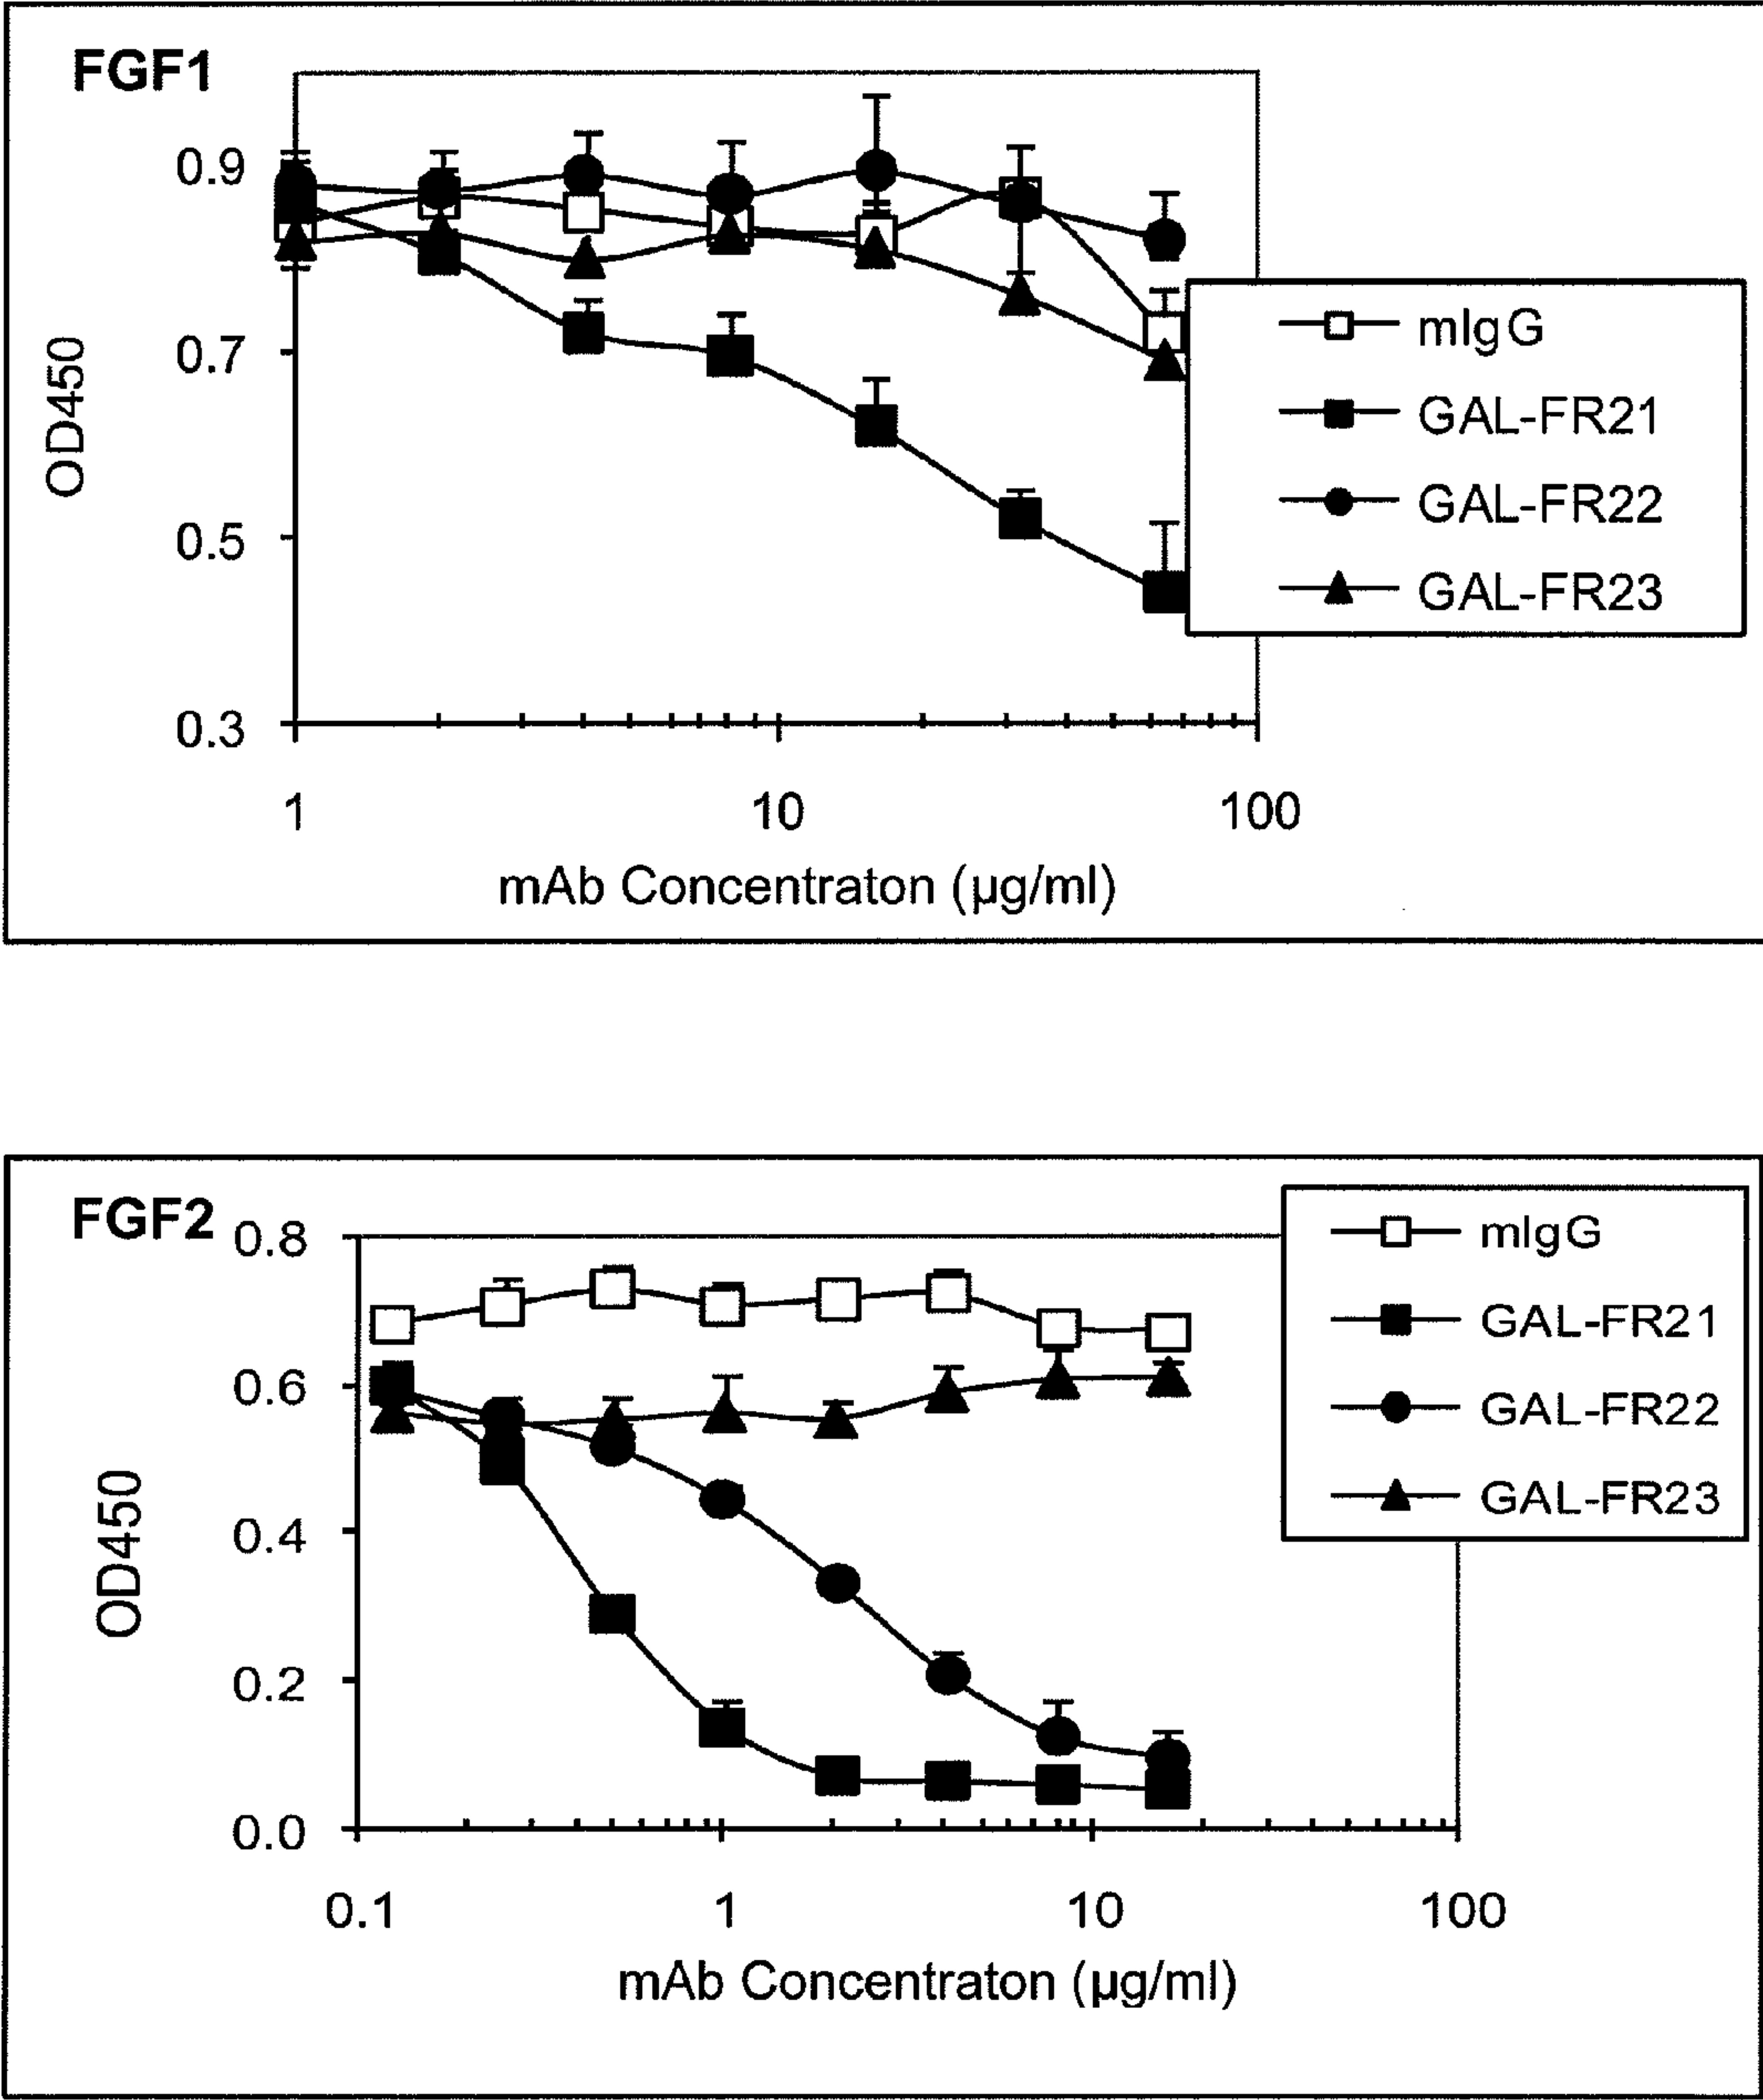 FGF1
0.9
0.7
0.5
0.3
OD450
1 10 100
mAb Concentraton (µg/ml)
mIgG
GAL-FR21
GAL-FR22
GAL-FR23
FGF2
0.8
0.6
0.4
0.2
0.0
OD450
0.1 1 10 100
mAb Concentraton (µg/ml)
mIgG
GAL-FR21
GAL-FR22
GAL-FR23